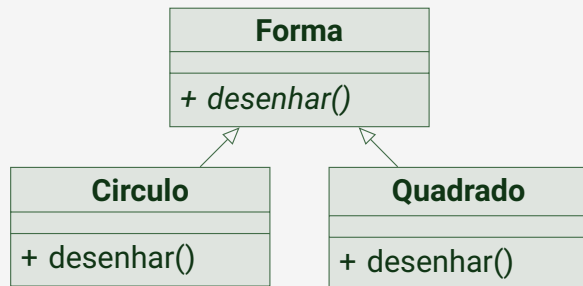 Forma
+ desenhar()
Circulo
+ desenhar()
Quadrado
+ desenhar()